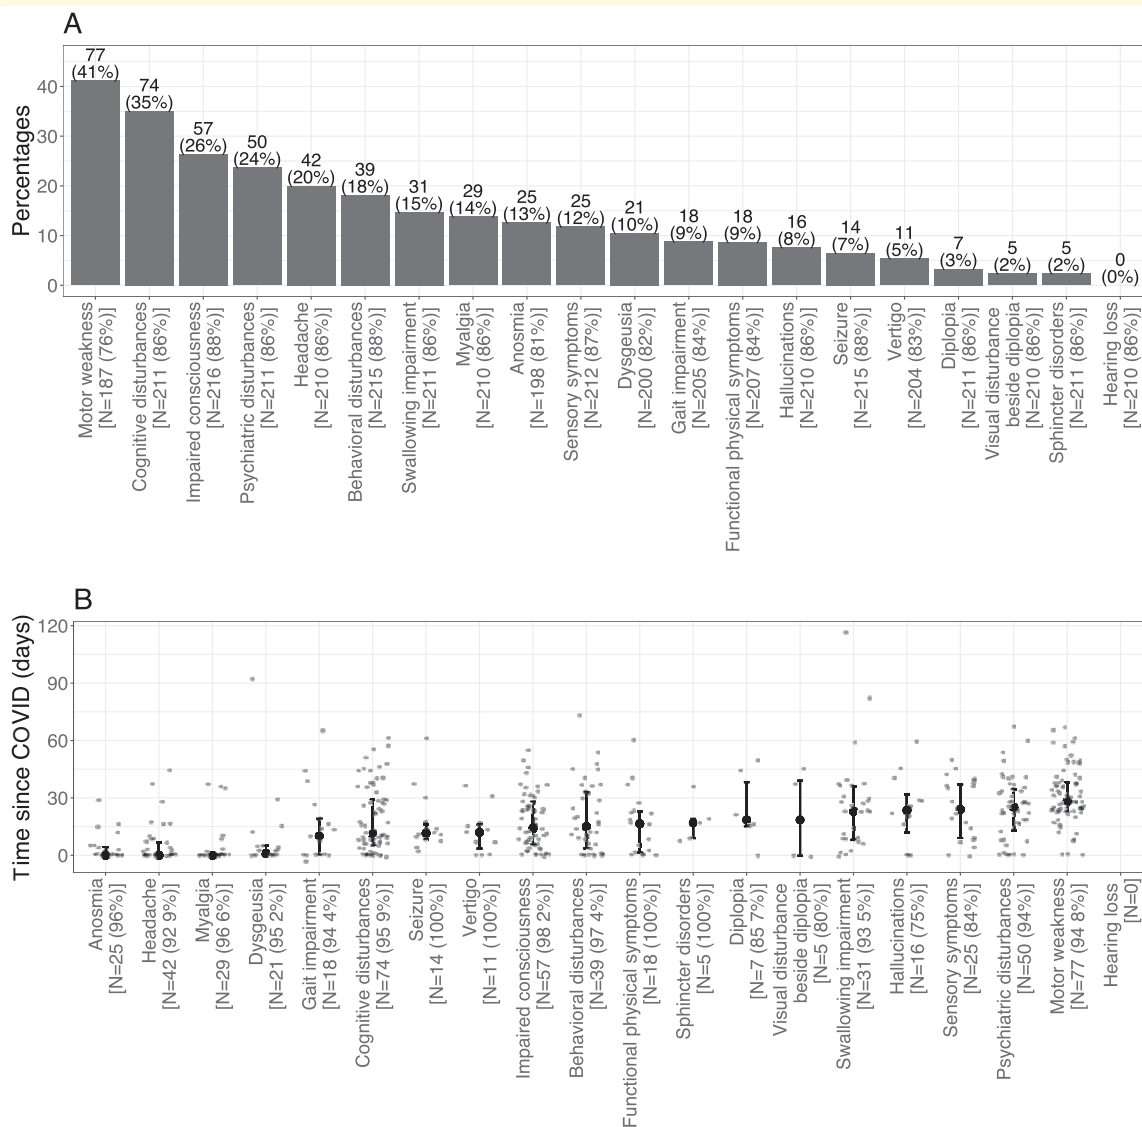 A
Percentages
40
30
20
10
0
77
(41%)
74
(35%)
57
(26%)
50
(24%)
42
(20%)
39
(18%)
31
(15%)
29
(14%)
25
(13%)
25
(12%)
21
(10%)
18
(9%)
18
(9%)
16
(8%)
14
(7%)
11
(5%)
7
(3%)
5
(2%)
5
(2%)
0
(0%)
Motor weakness
[N=187 (76%)]
Cognitive disturbances
[N=211 (86%)]
Impaired consciousness
[N=216 (88%)]
Psychiatric disturbances
[N=211 (86%)]
Headache
[N=210 (86%)]
Behavioral disturbances
[N=215 (88%)]
Swallowing impairment
[N=211 (86%)]
Myalgia
[N=210 (86%)]
Anosmia
[N=198 (81%)]
Sensory symptoms
[N=212 (87%)]
Dysgeusia
[N=200 (82%)]
Gait impairment
[N=205 (84%)]
Functional physical symptoms
[N=207 (84%)]
Hallucinations
[N=210 (86%)]
Seizure
[N=215 (88%)]
Vertigo
[N=204 (83%)]
Diplopia
[N=211 (86%)]
Visual disturbance
beside diplopia
[N=210 (86%)]
Sphincter disorders
[N=211 (86%)]
Hearing loss
[N=210 (86%)]
B
Time since COVID (days)
120
90
60
30
0
Anosmia
[N=25 (96%)]
Headache
[N=42 (92 9%)]
Myalgia
[N=29 (96 6%)]
Dysgeusia
[N=21 (95 2%)]
Gait impairment
[N=18 (94 4%)]
Cognitive disturbances
[N=74 (95 9%)]
Seizure
[N=14 (100%)]
Vertigo
[N=11 (100%)]
Impaired consciousness
[N=57 (98 2%)]
Behavioral disturbances
[N=39 (97 4%)]
Functional physical symptoms
[N=18 (100%)]
Sphincter disorders
[N=5 (100%)]
Diplopia
[N=7 (85 7%)]
Visual disturbance
beside diplopia
[N=5 (80%)]
Swallowing impairment
[N=31 (93 5%)]
Hallucinations
[N=16 (75%)]
Sensory symptoms
[N=25 (84%)]
Psychiatric disturbances
[N=50 (94%)]
Motor weakness
[N=77 (94 8%)]
Hearing loss
[N=0]